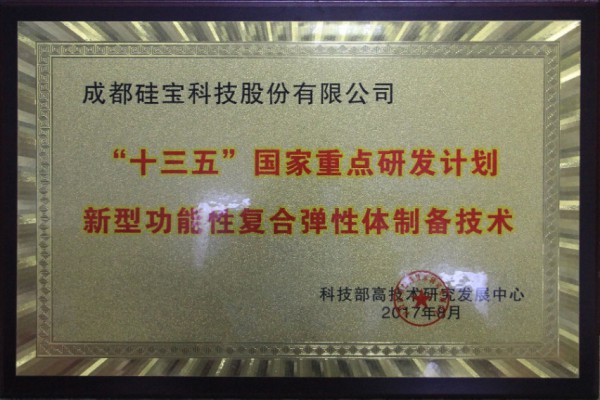 成都硅宝科技股份有限公司
“十三五”国家重点研发计划
新型功能性复合弹性体制备技术
科技部高技术研究发展中心
2017年8月